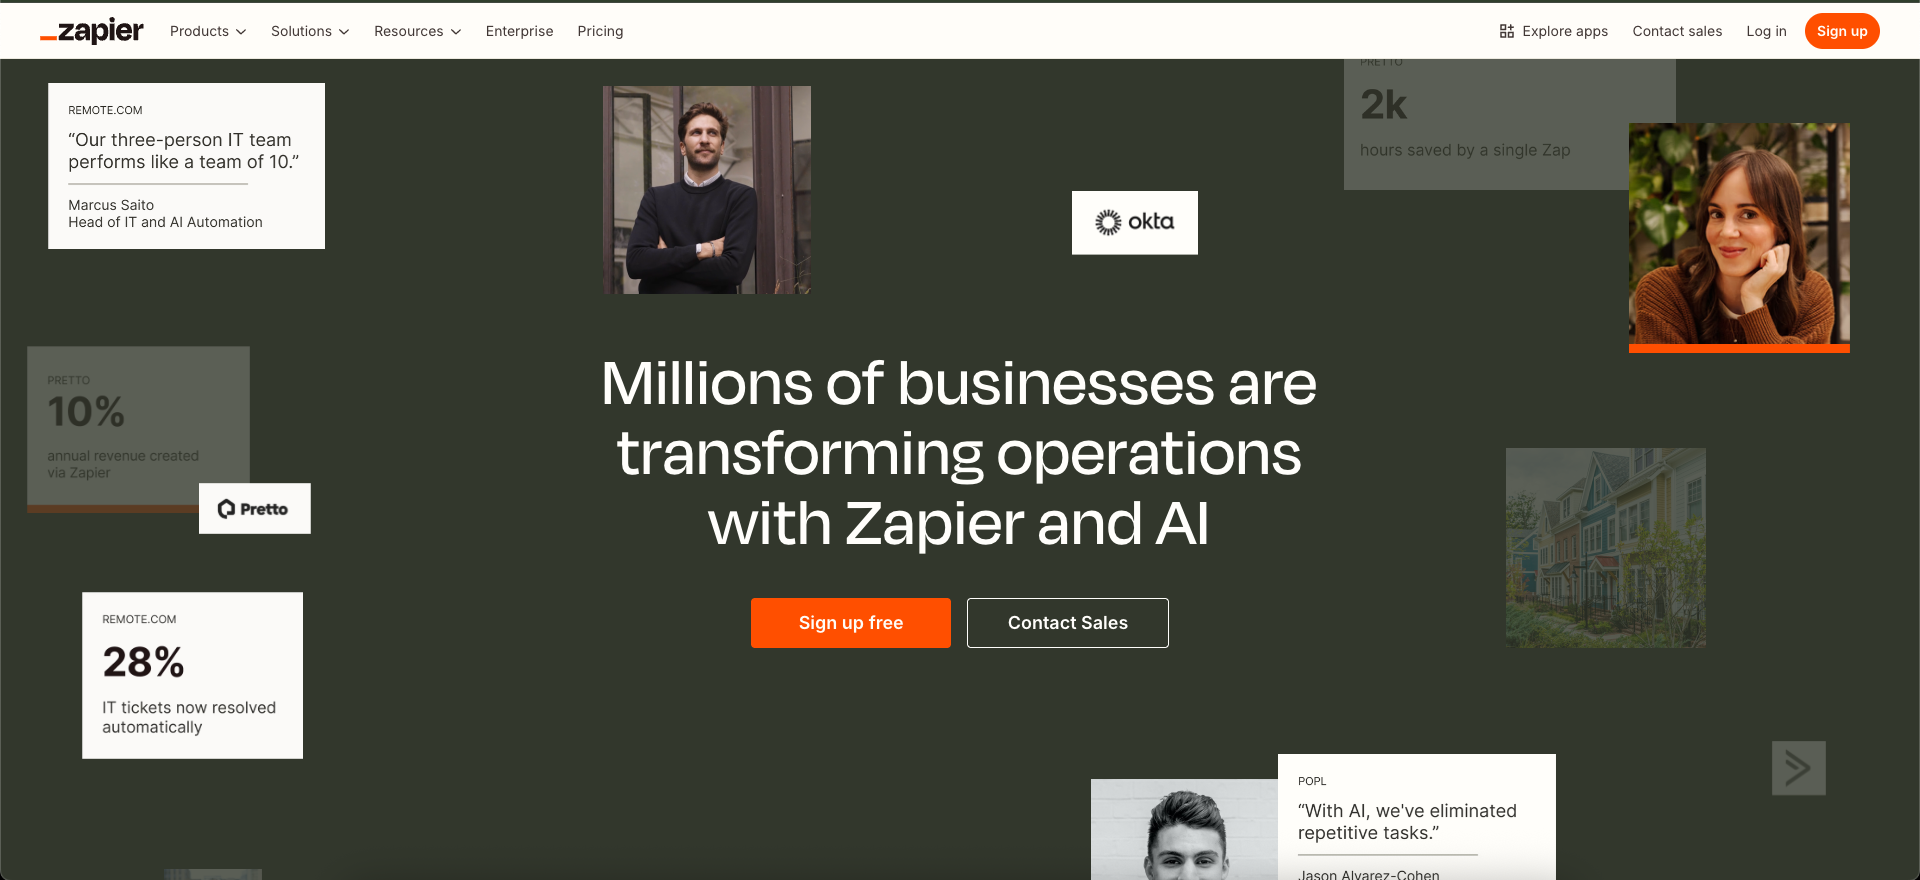 zapier
Products
Solutions
Resources
Enterprise
Pricing
Explore apps
Contact sales
Log in
Sign up
REMOTE.COM
“Our three-person IT team
performs like a team of 10.”
Marcus Saito
Head of IT and AI Automation
okta
PRETTO
2k
hours saved by a single Zap
PRETTO
10%
annual revenue created
via Zapier
Pretto
Millions of businesses are
transforming operations
with Zapier and AI
Sign up free
Contact Sales
REMOTE.COM
28%
IT tickets now resolved
automatically
POPL
“With AI, we've eliminated
repetitive tasks.”
Jason Alvarez-Cohen